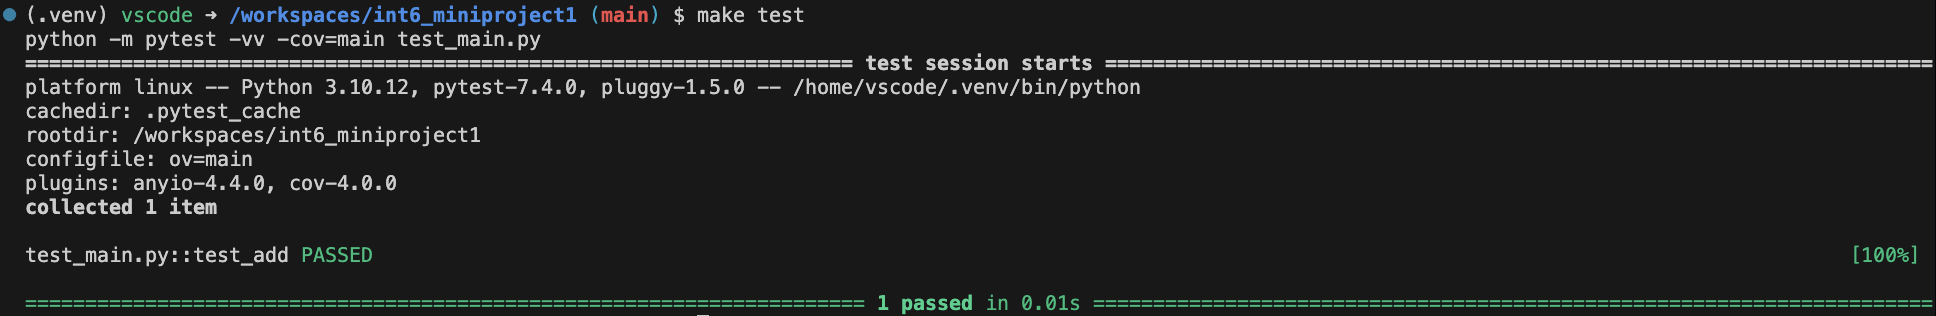 (.venv) vscode → /workspaces/int6_miniproject1 (main) $ make test
python -m pytest -vv -cov=main test_main.py
===================================================================== test session starts =====================================================================
platform linux -- Python 3.10.12, pytest-7.4.0, pluggy-1.5.0 -- /home/vscode/.venv/bin/python
cachedir: .pytest_cache
rootdir: /workspaces/int6_miniproject1
configfile: ov=main
plugins: anyio-4.4.0, cov-4.0.0
collected 1 item
test_main.py::test_add PASSED [100%]
====================================================================== 1 passed in 0.01s ======================================================================